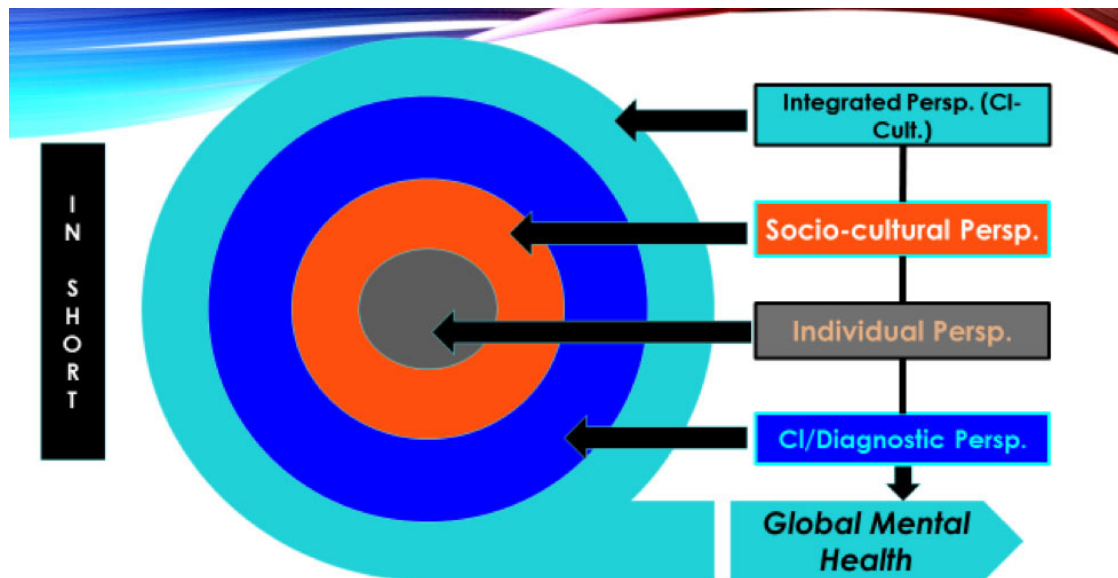 IN SHORT
Integrated Persp. (Cl-
Cult.)
Socio-cultural Persp.
Individual Persp.
Cl/Diagnostic Persp.
Global Mental
Health